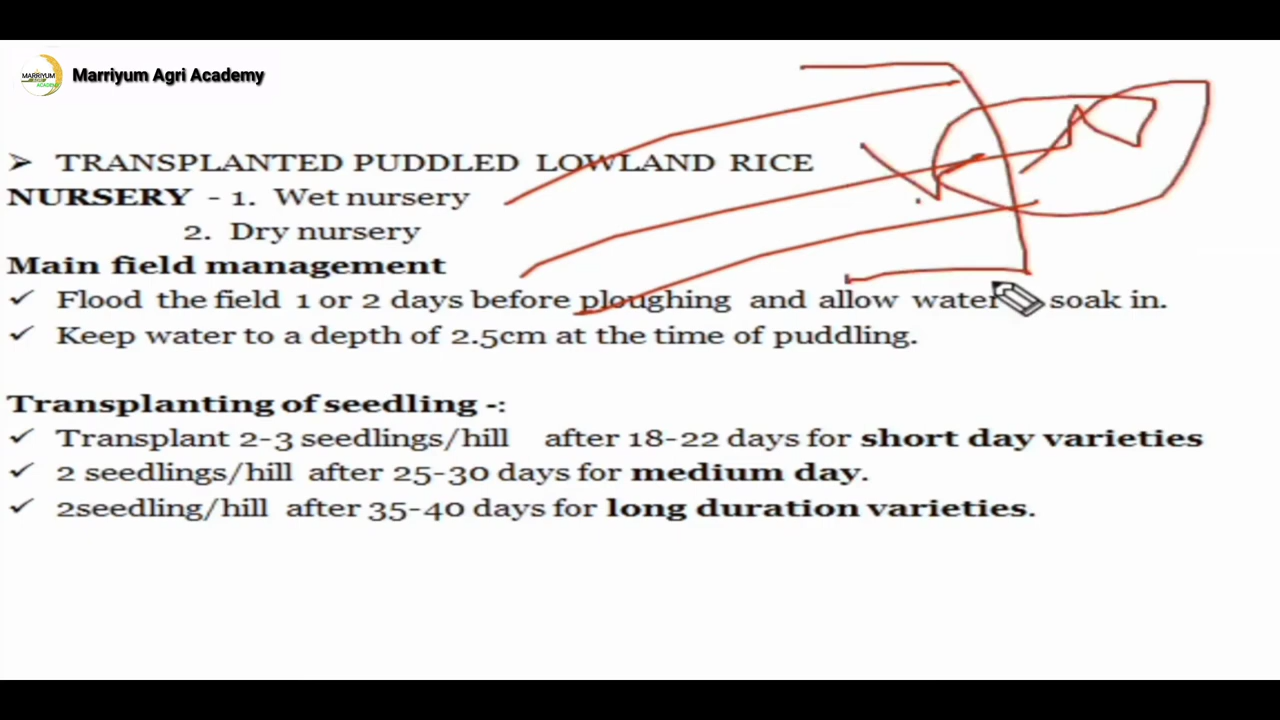 MARRIYUM
ACADEMY
Marriyum Agri Academy
➢ TRANSPLANTED PUDDLED LOWLAND RICE
NURSERY - 1. Wet nursery
2. Dry nursery
Main field management
✓ Flood the field 1 or 2 days before ploughing and allow water soak in.
✓ Keep water to a depth of 2.5cm at the time of puddling.
Transplanting of seedling -:
✓ Transplant 2-3 seedlings/hill after 18-22 days for short day varieties
✓ 2 seedlings/hill after 25-30 days for medium day.
✓ 2seedling/hill after 35-40 days for long duration varieties.